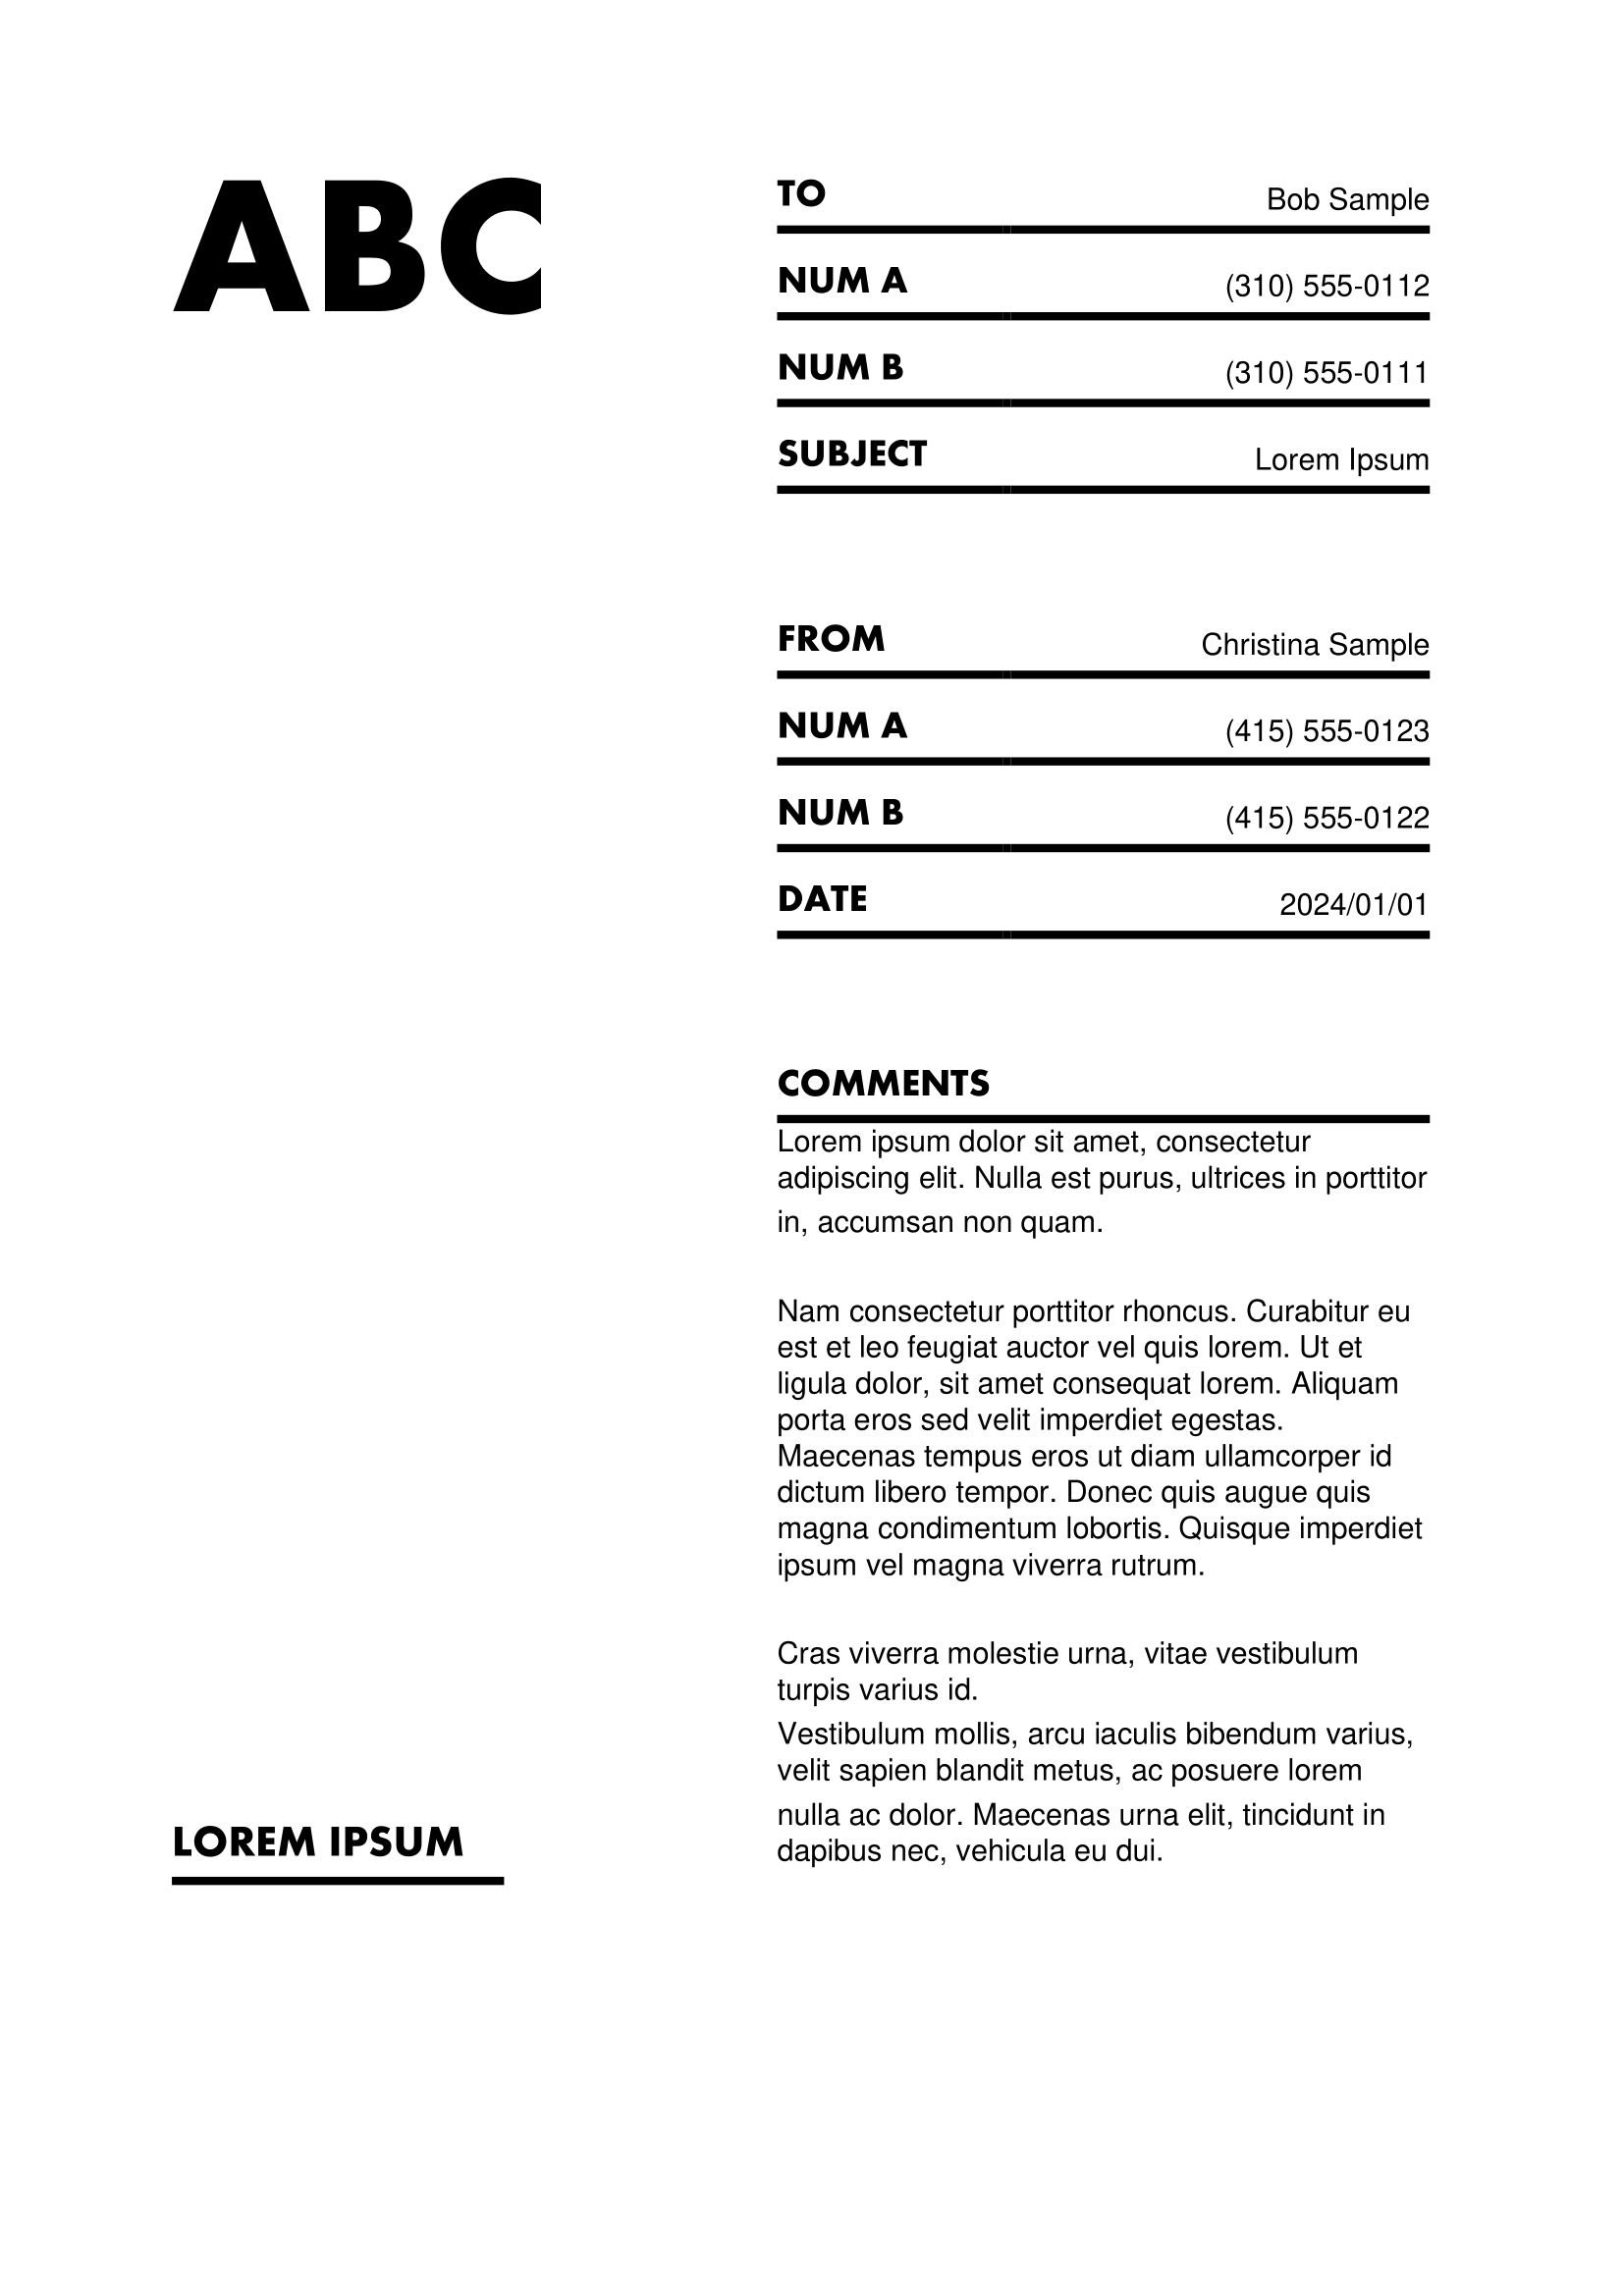 ABC
TO Bob Sample
NUM A (310) 555-0112
NUM B (310) 555-0111
SUBJECT Lorem Ipsum
FROM Christina Sample
NUM A (415) 555-0123
NUM B (415) 555-0122
DATE 2024/01/01
COMMENTS
Lorem ipsum dolor sit amet, consectetur
adipiscing elit. Nulla est purus, ultrices in porttitor
in, accumsan non quam.
Nam consectetur porttitor rhoncus. Curabitur eu
est et leo feugiat auctor vel quis lorem. Ut et
ligula dolor, sit amet consequat lorem. Aliquam
porta eros sed velit imperdiet egestas.
Maecenas tempus eros ut diam ullamcorper id
dictum libero tempor. Donec quis augue quis
magna condimentum lobortis. Quisque imperdiet
ipsum vel magna viverra rutrum.
Cras viverra molestie urna, vitae vestibulum
turpis varius id.
Vestibulum mollis, arcu iaculis bibendum varius,
velit sapien blandit metus, ac posuere lorem
nulla ac dolor. Maecenas urna elit, tincidunt in
dapibus nec, vehicula eu dui.
LOREM IPSUM